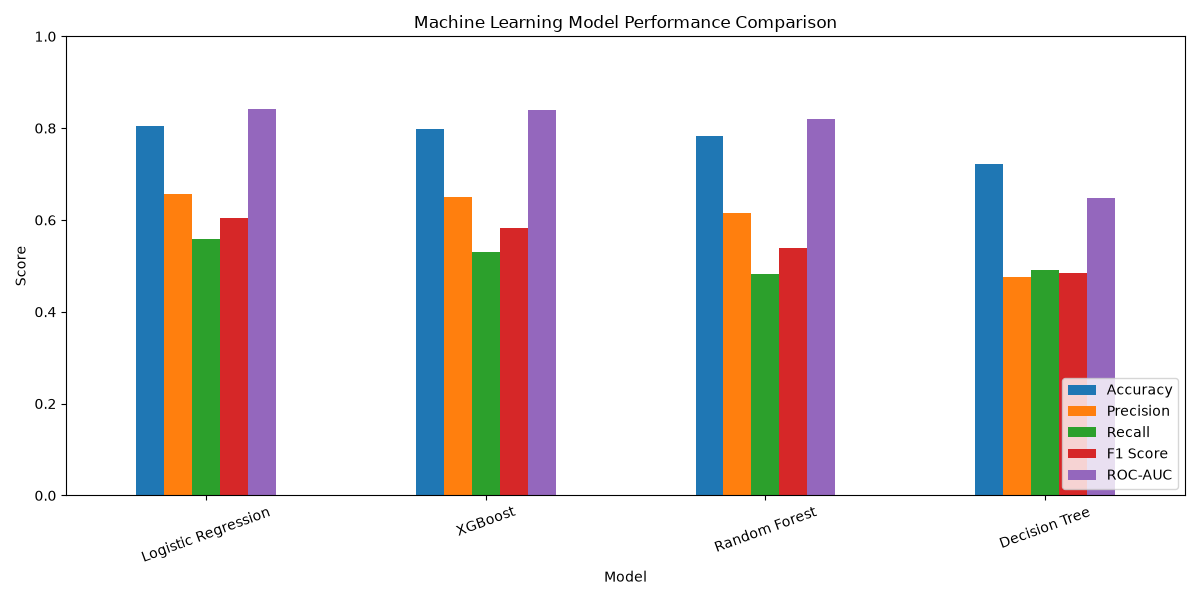 Machine Learning Model Performance Comparison
1.0
0.8
0.6
0.4
0.2
0.0
Score
Accuracy
Precision
Recall
F1 Score
ROC-AUC
Logistic Regression
XGBoost
Random Forest
Decision Tree
Model